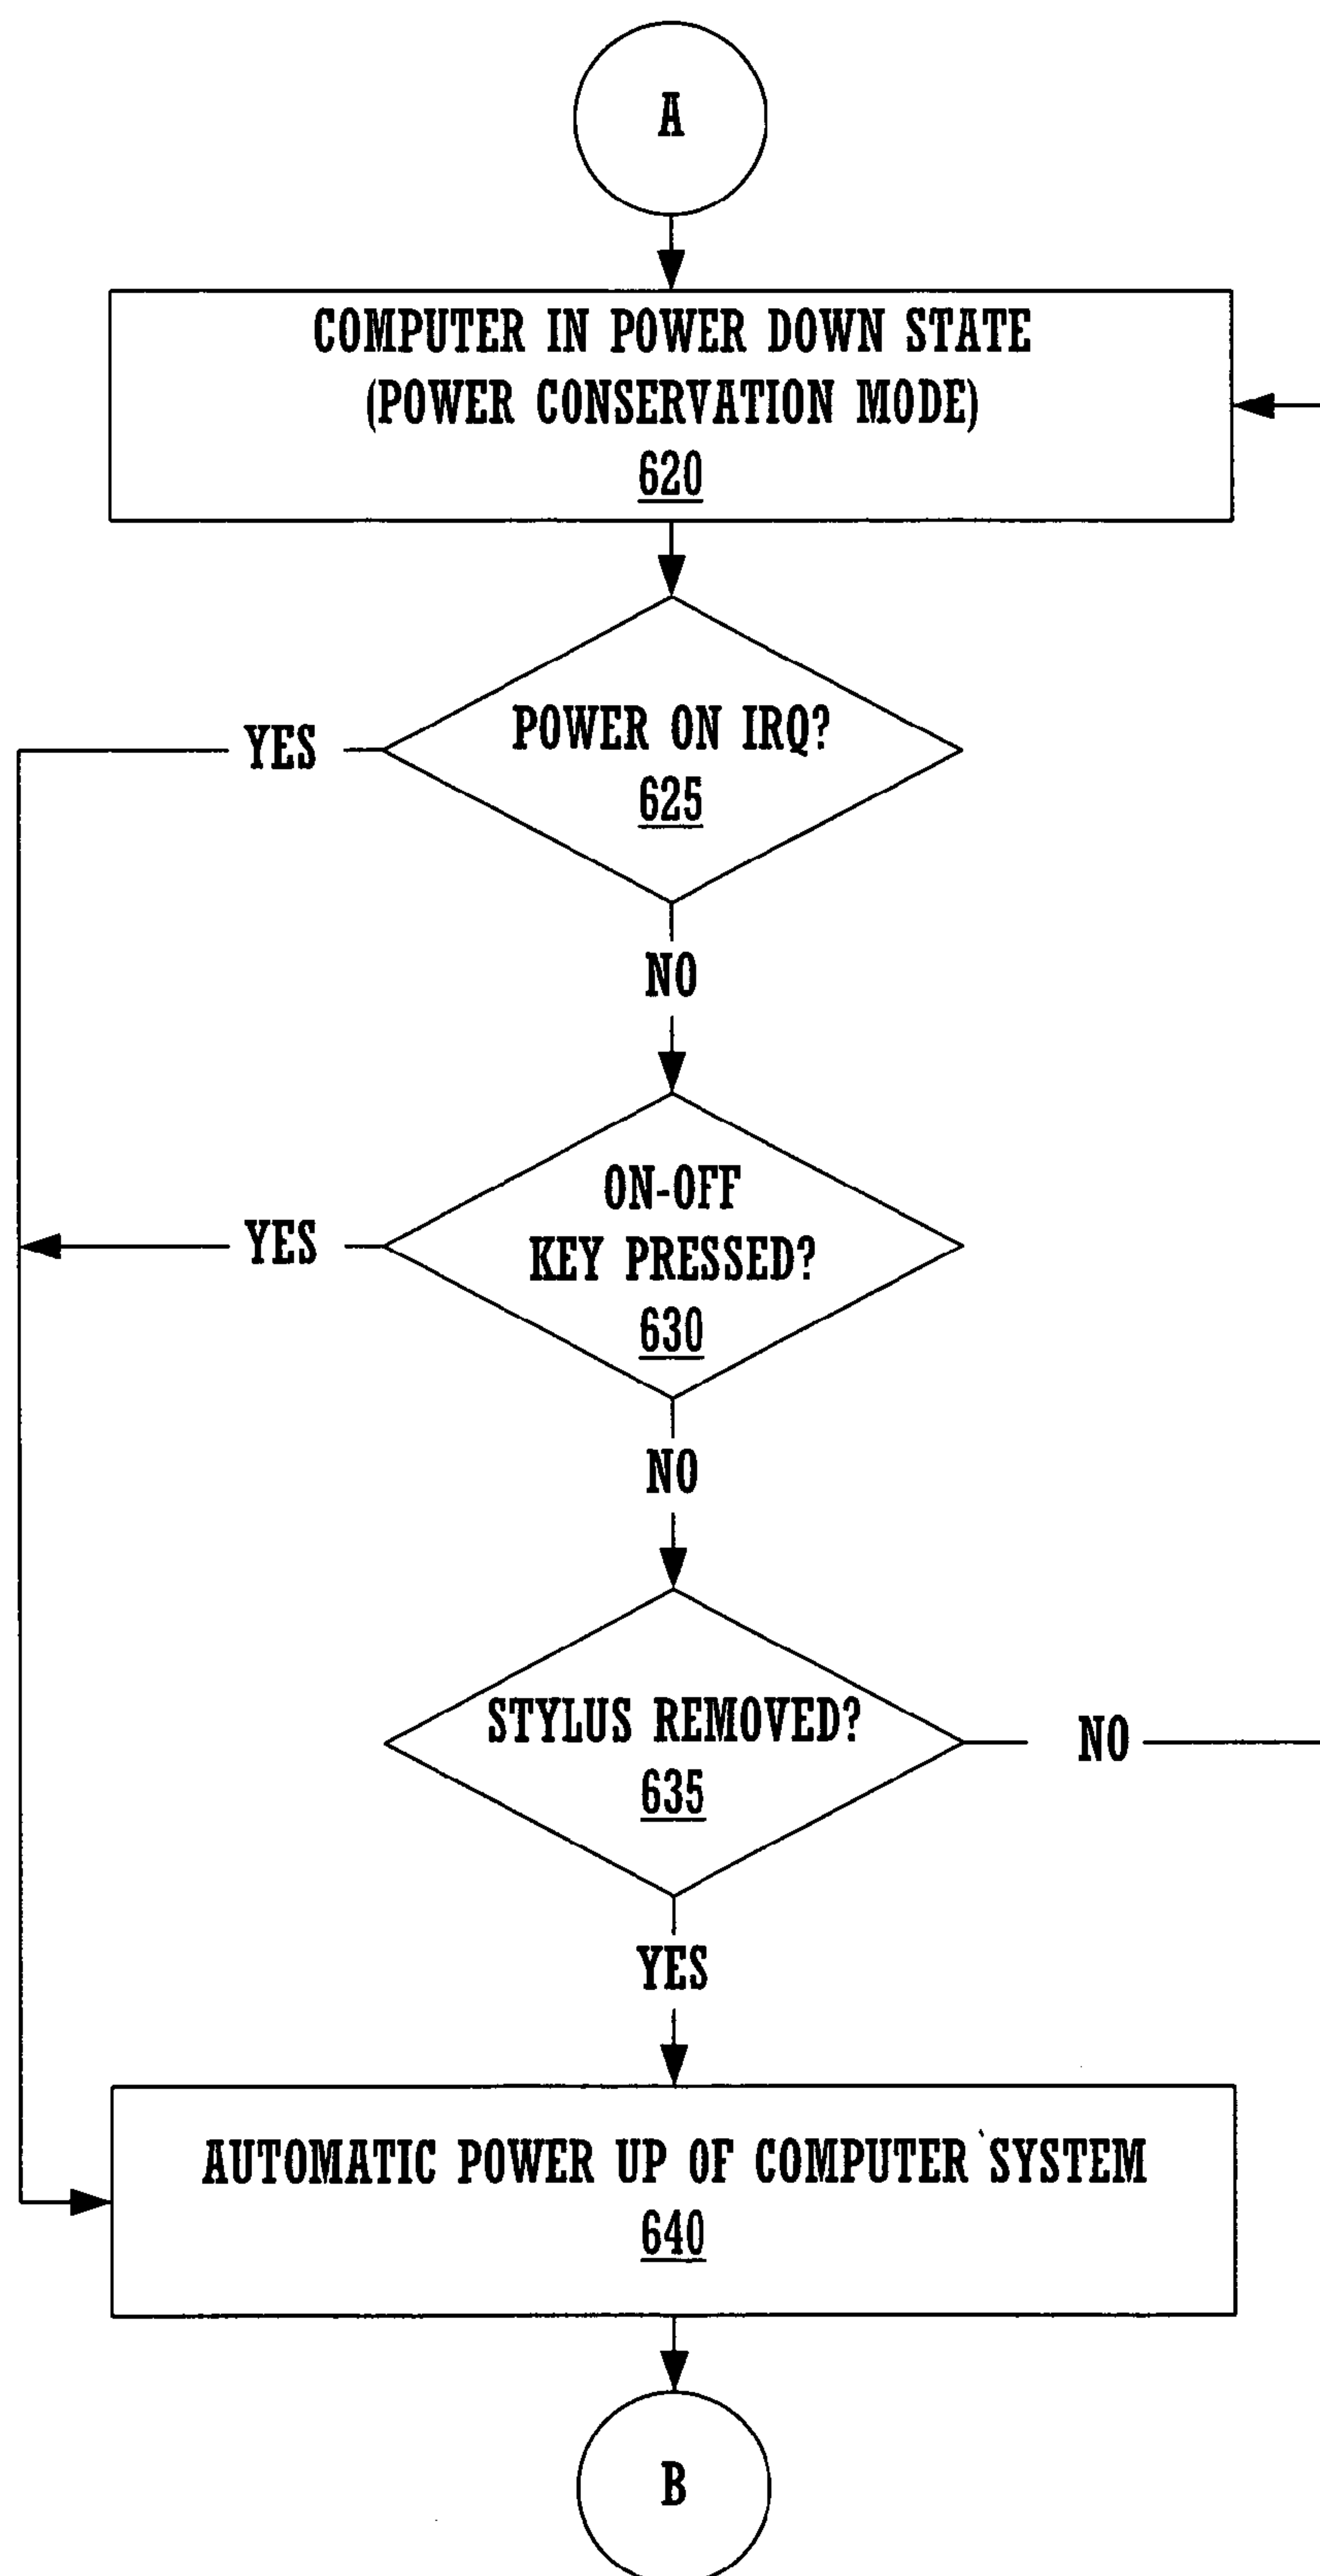 A
COMPUTER IN POWER DOWN STATE
(POWER CONSERVATION MODE)
620
POWER ON IRQ?
625
YES
NO
ON-OFF
KEY PRESSED?
630
YES
NO
STYLUS REMOVED?
635
NO
YES
AUTOMATIC POWER UP OF COMPUTER SYSTEM
640
B